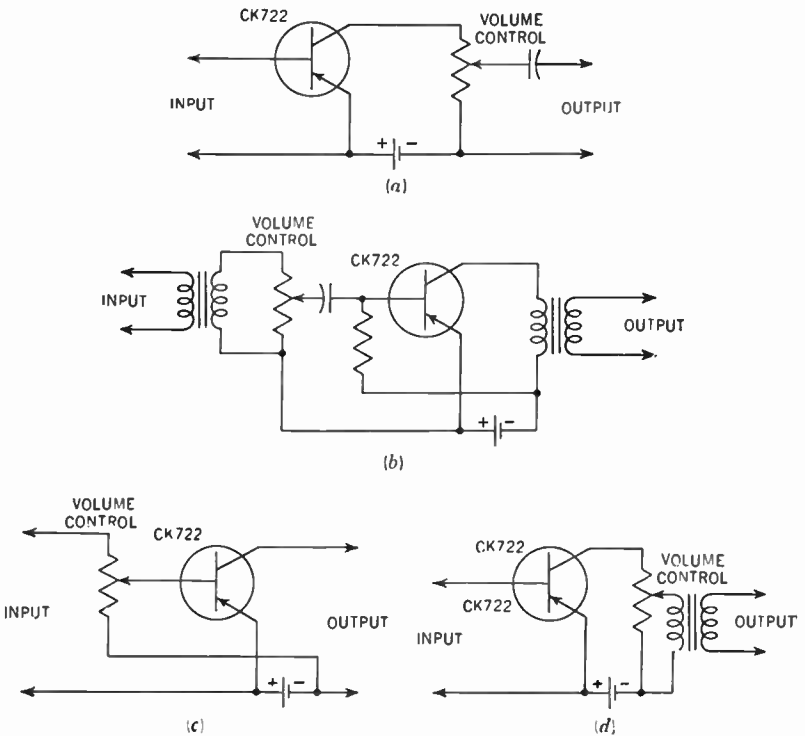 CK722
VOLUME
CONTROL
INPUT
OUTPUT
+ −
(a)
VOLUME
CONTROL
CK722
INPUT
OUTPUT
+ −
(b)
VOLUME
CONTROL
CK722
INPUT
OUTPUT
+ −
(c)
CK722
VOLUME
CONTROL
CK722
OUTPUT
INPUT
+ −
(d)